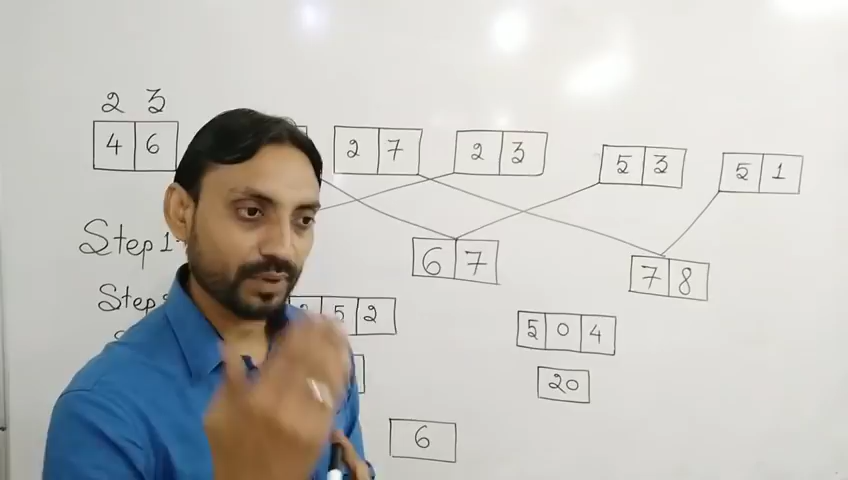 2 3
4 6 2 7 2 3 5 3 5 1
Step 1
6 7 7 8
Step
5 2 5 0 4
20
6